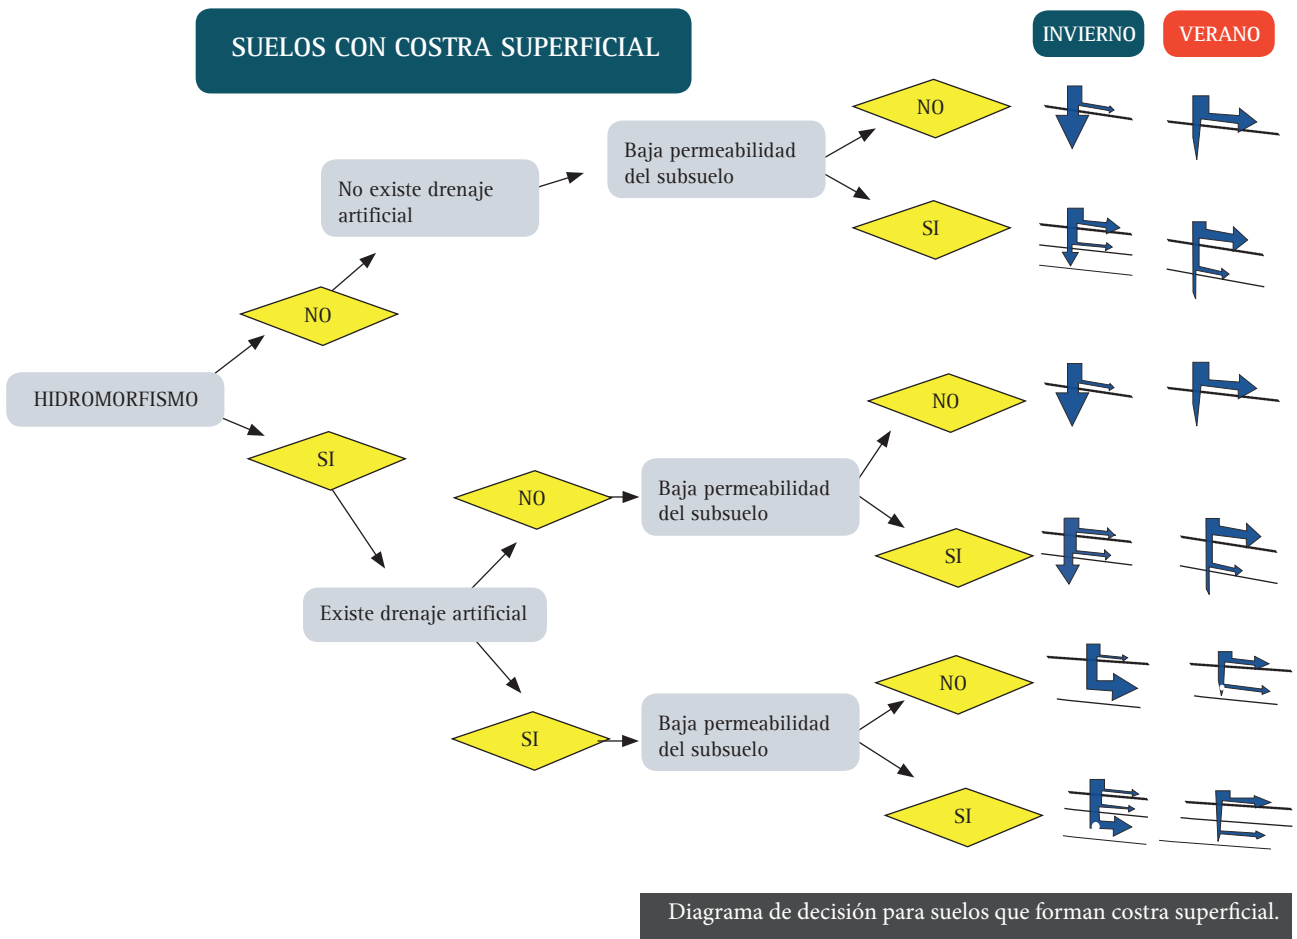 SUELOS CON COSTRA SUPERFICIAL
INVIERNO
VERANO
NO
Baja permeabilidad
del subsuelo
No existe drenaje
artificial
SI
NO
HIDROMORFISMO
NO
SI
NO
Baja permeabilidad
del subsuelo
SI
Existe drenaje artificial
NO
SI
Baja permeabilidad
del subsuelo
SI
Diagrama de decisión para suelos que forman costra superficial.